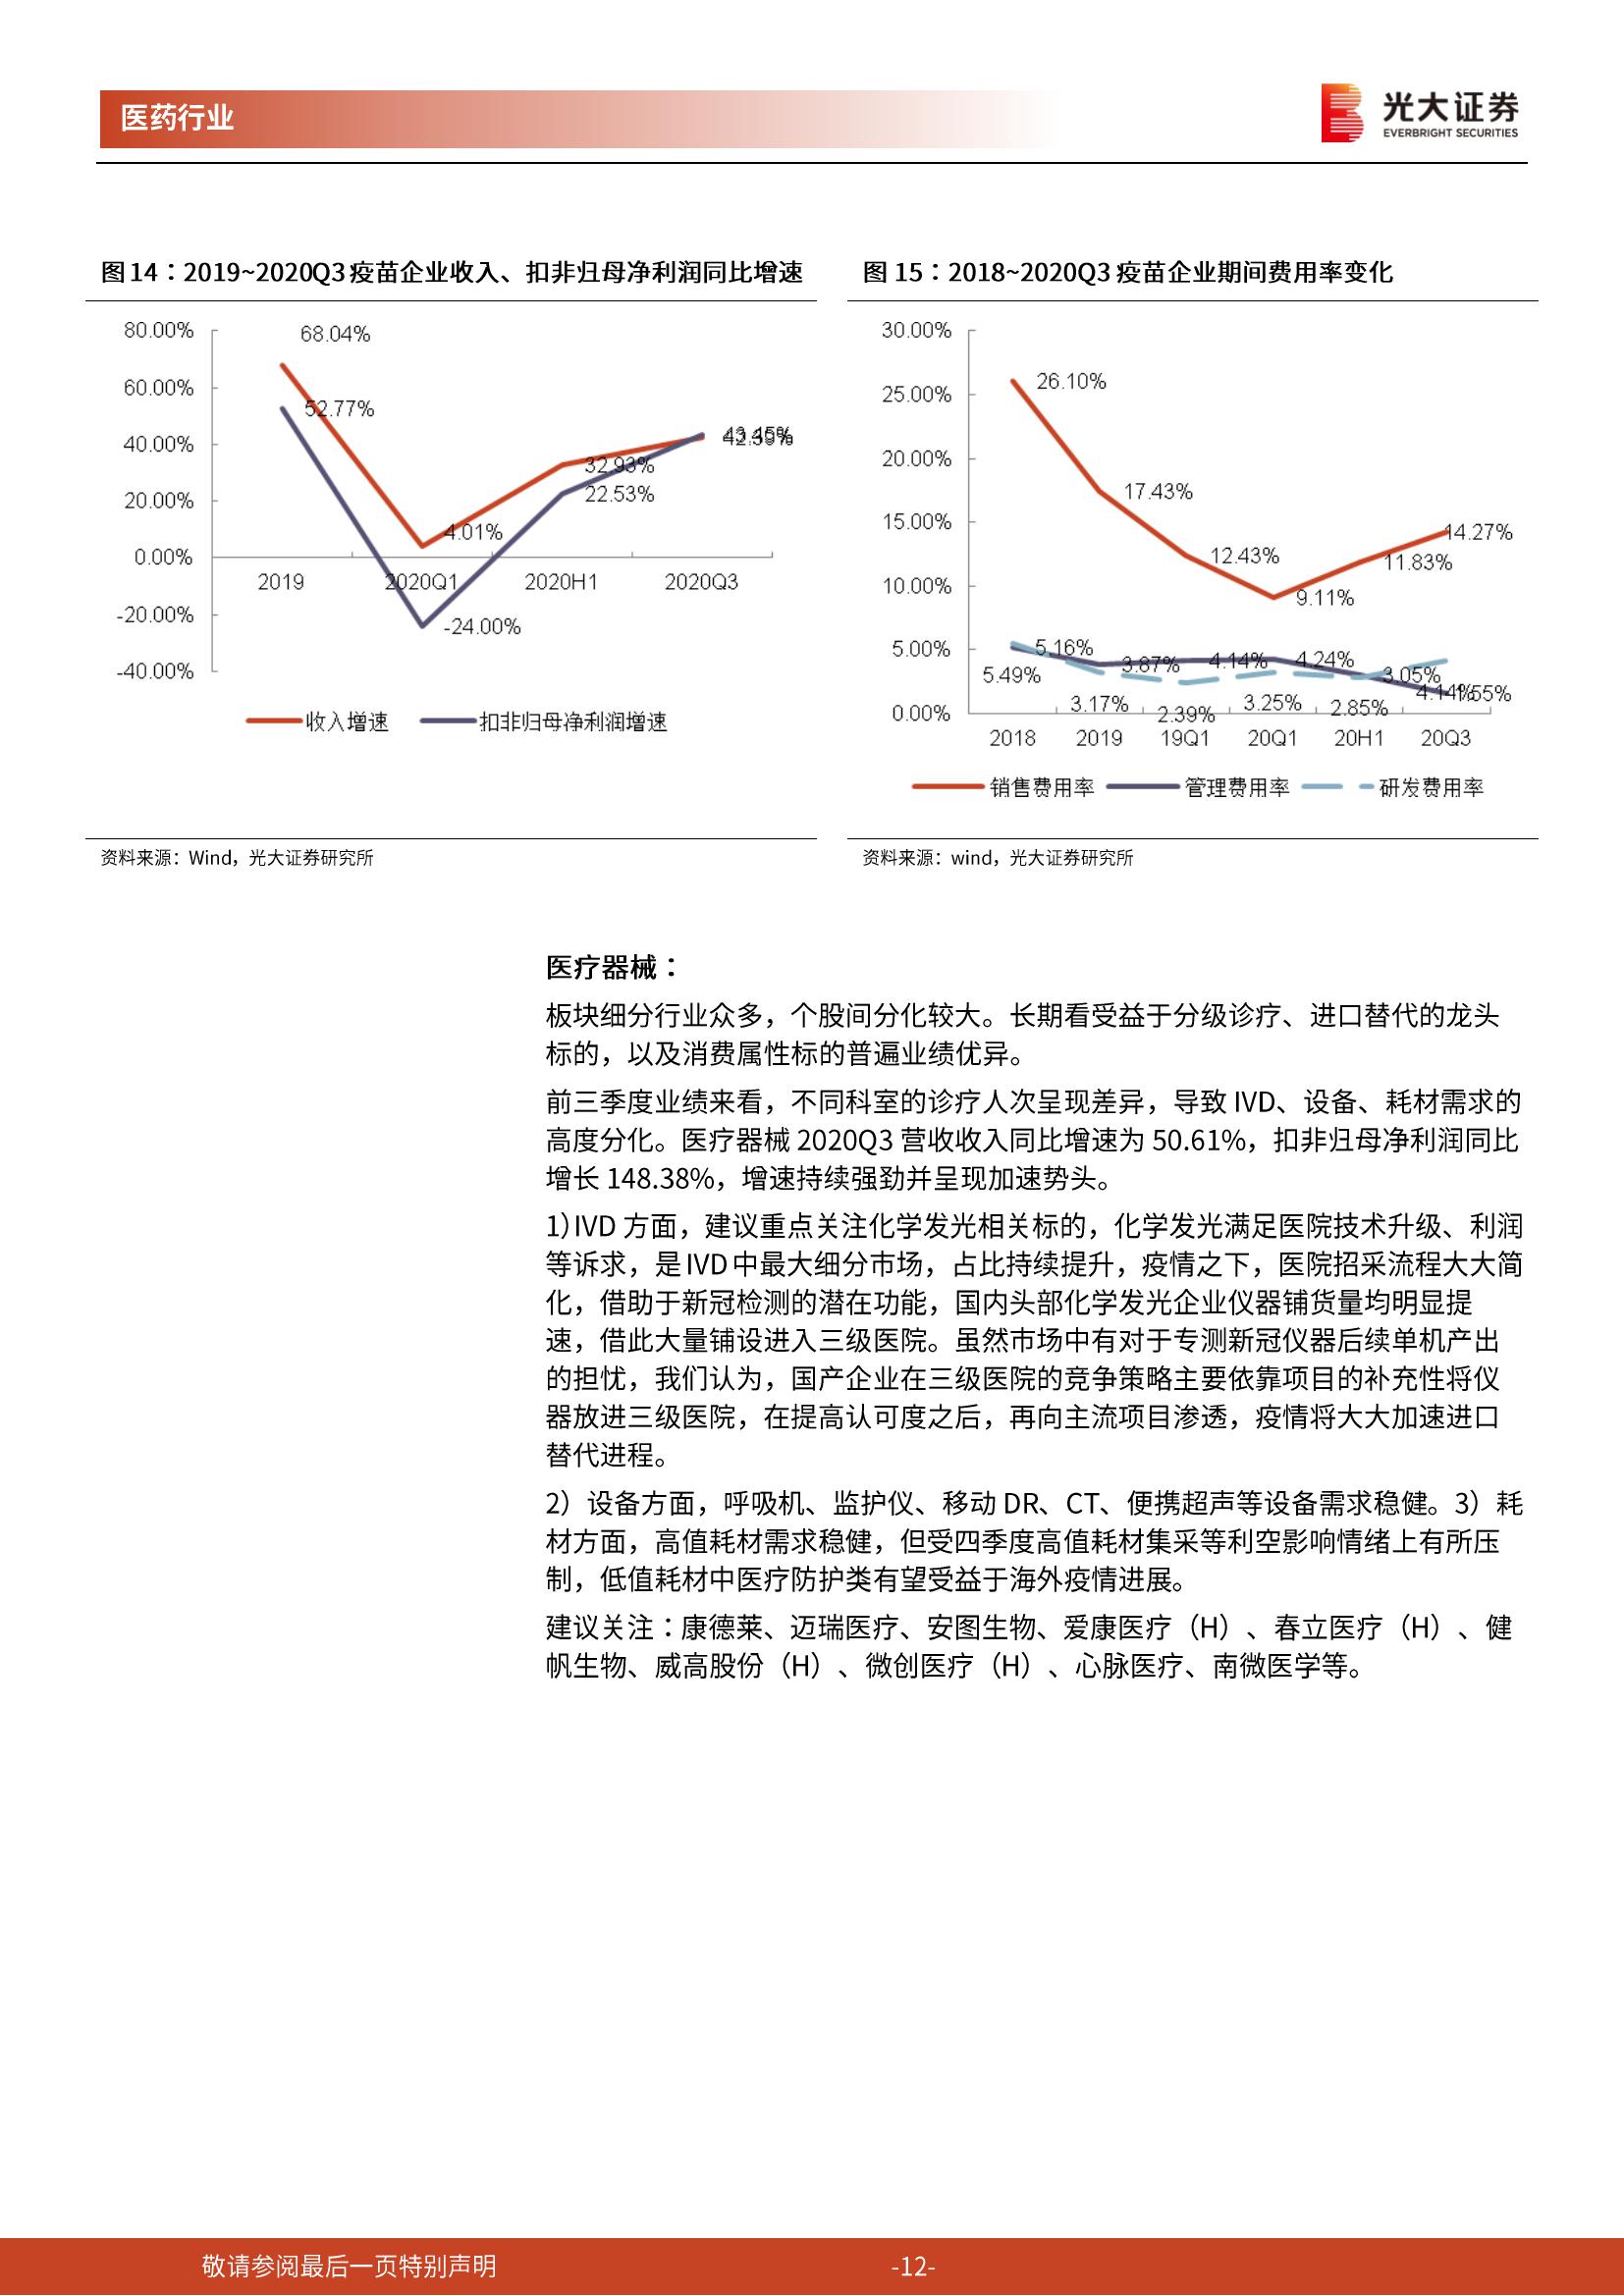 医药行业
光大证券
EVERBRIGHT SECURITIES
图 14：2019~2020Q3 疫苗企业收入、扣非归母净利润同比增速
80.00%
60.00%
40.00%
20.00%
0.00%
-20.00%
-40.00%
68.04%
52.77%
4.01%
-24.00%
32.93%
22.53%
2019
2020Q1
2020H1
2020Q3
收入增速
扣非归母净利润增速
资料来源：Wind，光大证券研究所
图 15：2018~2020Q3 疫苗企业期间费用率变化
30.00%
25.00%
20.00%
15.00%
10.00%
5.00%
0.00%
26.10%
17.43%
12.43%
9.11%
11.83%
14.27%
5.16%
3.87%
4.14%
4.24%
3.05%
1.55%
5.49%
3.17%
2.39%
3.25%
2.85%
4.14%
2018
2019
19Q1
20Q1
20H1
20Q3
销售费用率
管理费用率
研发费用率
资料来源：wind，光大证券研究所
医疗器械：
板块细分行业众多，个股间分化较大。长期看受益于分级诊疗、进口替代的龙头
标的，以及消费属性标的普遍业绩优异。
前三季度业绩来看，不同科室的诊疗人次呈现差异，导致 IVD、设备、耗材需求的
高度分化。医疗器械 2020Q3 营收收入同比增速为 50.61%，扣非归母净利润同比
增长 148.38%，增速持续强劲并呈现加速势头。
1）IVD 方面，建议重点关注化学发光相关标的，化学发光满足医院技术升级、利润
等诉求，是 IVD 中最大细分市场，占比持续提升，疫情之下，医院招采流程大大简
化，借助于新冠检测的潜在功能，国内头部化学发光企业仪器铺货量均明显提
速，借此大量铺设进入三级医院。虽然市场中有对于专测新冠仪器后续单机产出
的担忧，我们认为，国产企业在三级医院的竞争策略主要依靠项目的补充性将仪
器放进三级医院，在提高认可度之后，再向主流项目渗透，疫情将大大加速进口
替代进程。
2）设备方面，呼吸机、监护仪、移动 DR、CT、便携超声等设备需求稳健。3）耗
材方面，高值耗材需求稳健，但受四季度高值耗材集采等利空影响情绪上有所压
制，低值耗材中医疗防护类有望受益于海外疫情进展。
建议关注：康德莱、迈瑞医疗、安图生物、爱康医疗（H）、春立医疗（H）、健
帆生物、威高股份（H）、微创医疗（H）、心脉医疗、南微医学等。
敬请参阅最后一页特别声明
-12-